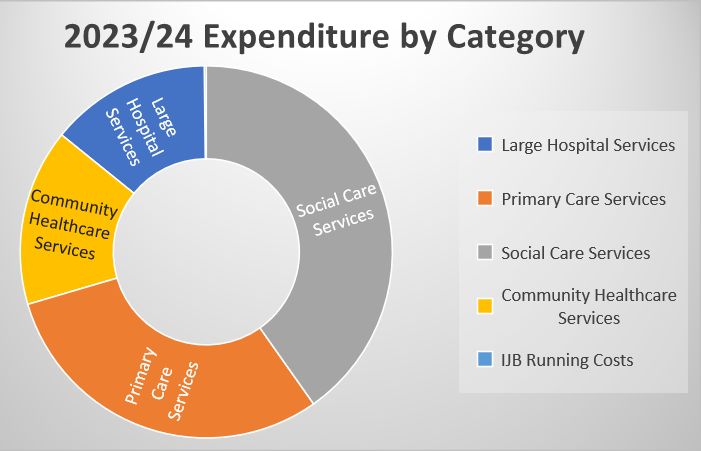 2023/24 Expenditure by Category
Large
Hospital
Services
Social Care
Services
Community
Healthcare
Services
Primary
Care
Services
Large Hospital Services
Primary Care Services
Social Care Services
Community Healthcare
Services
IJB Running Costs